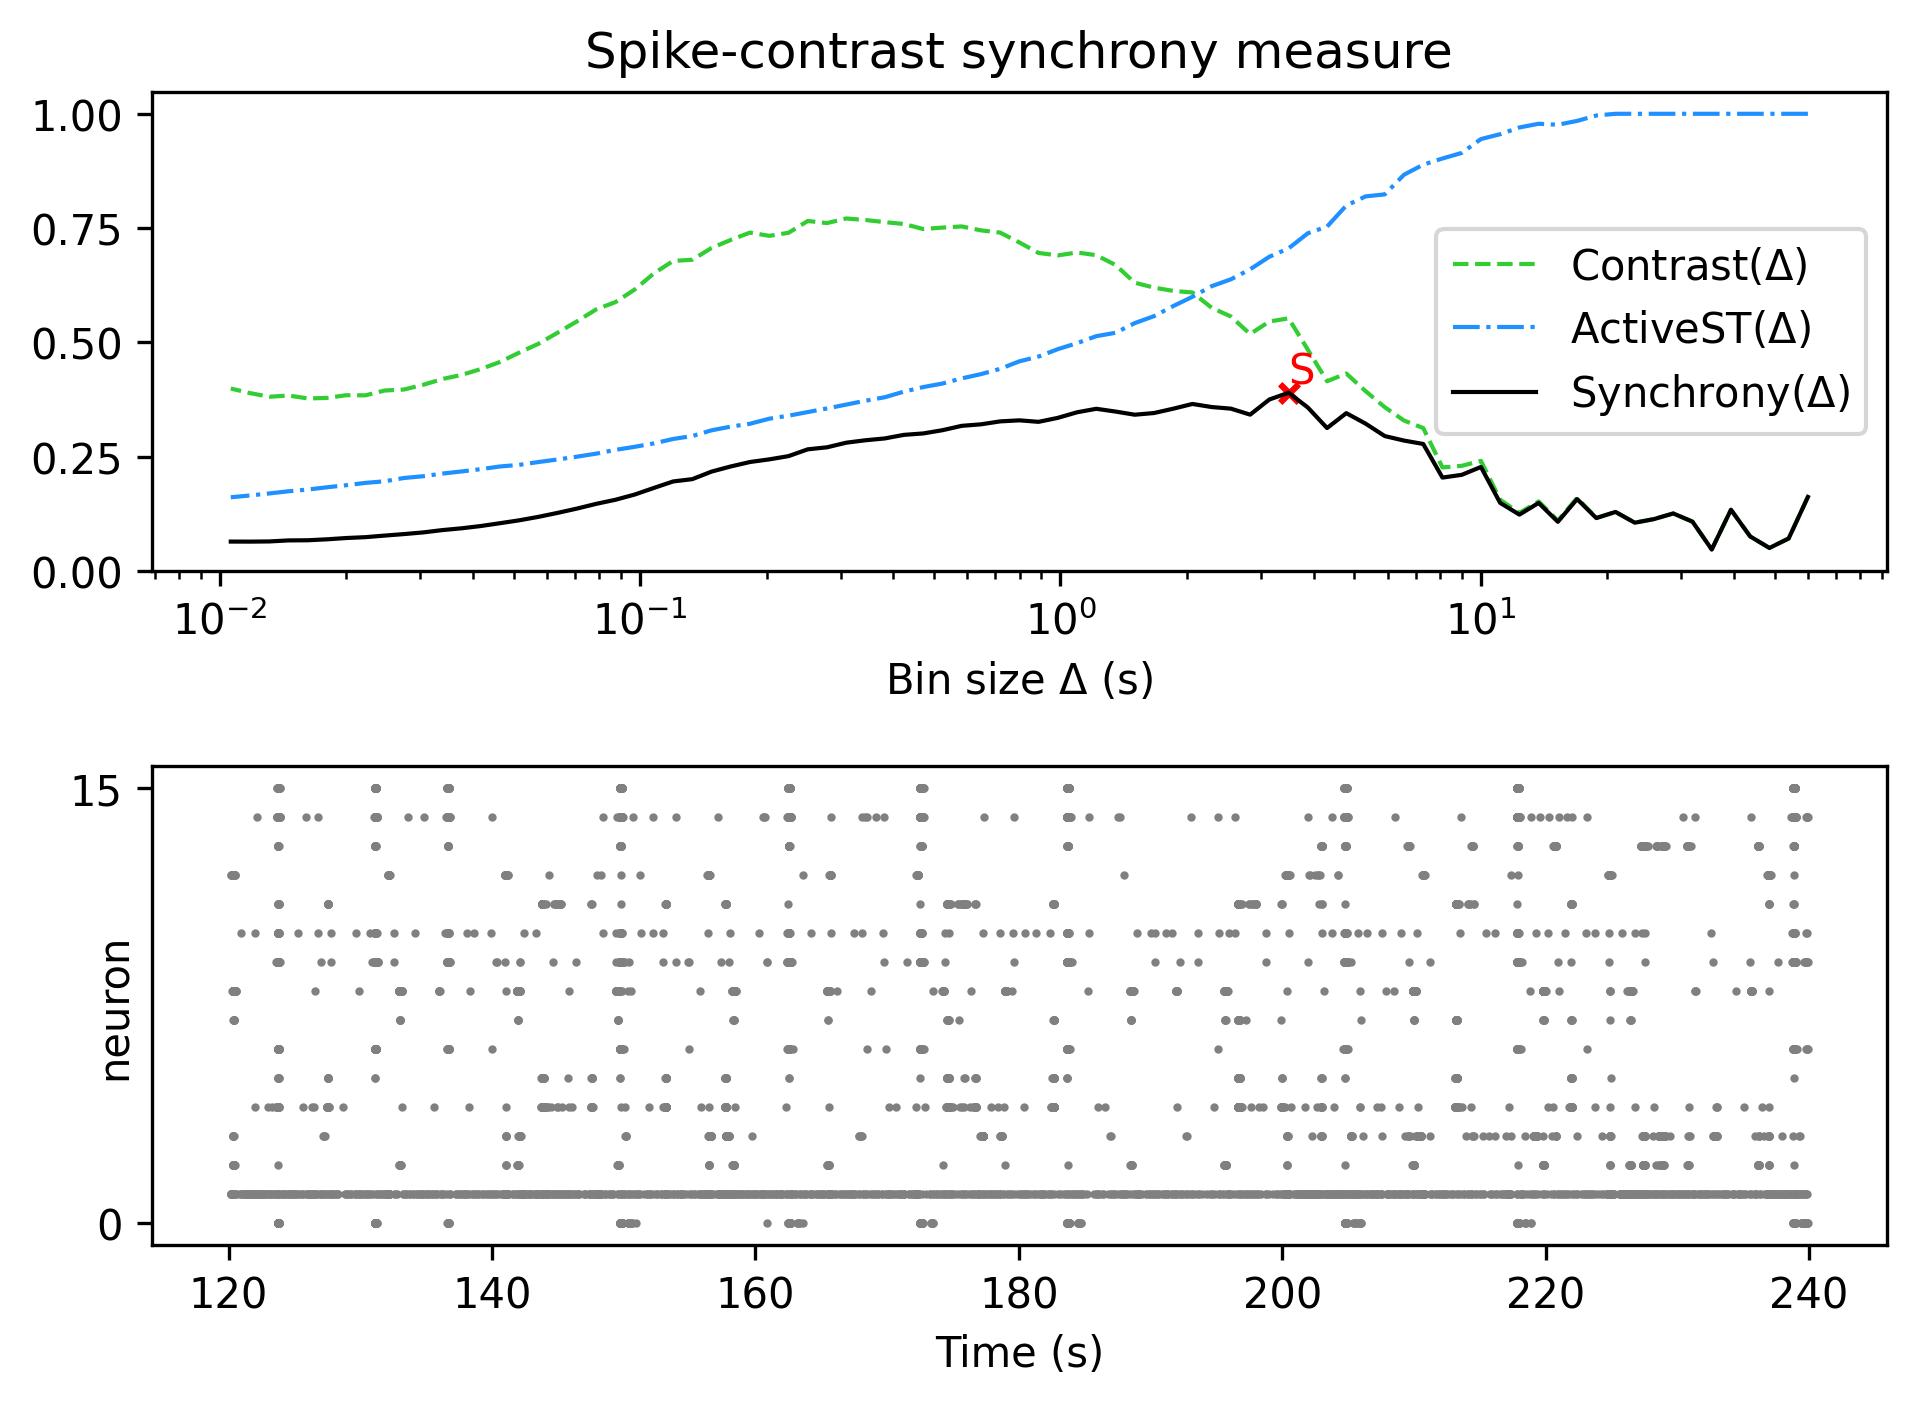 Spike-contrast synchrony measure
1.00
0.75
0.50
0.25
0.00
Contrast(Δ)
ActiveST(Δ)
Synchrony(Δ)
S
10⁻² 10⁻¹ 10⁰ 10¹
Bin size Δ (s)
15
0
neuron
120 140 160 180 200 220 240
Time (s)